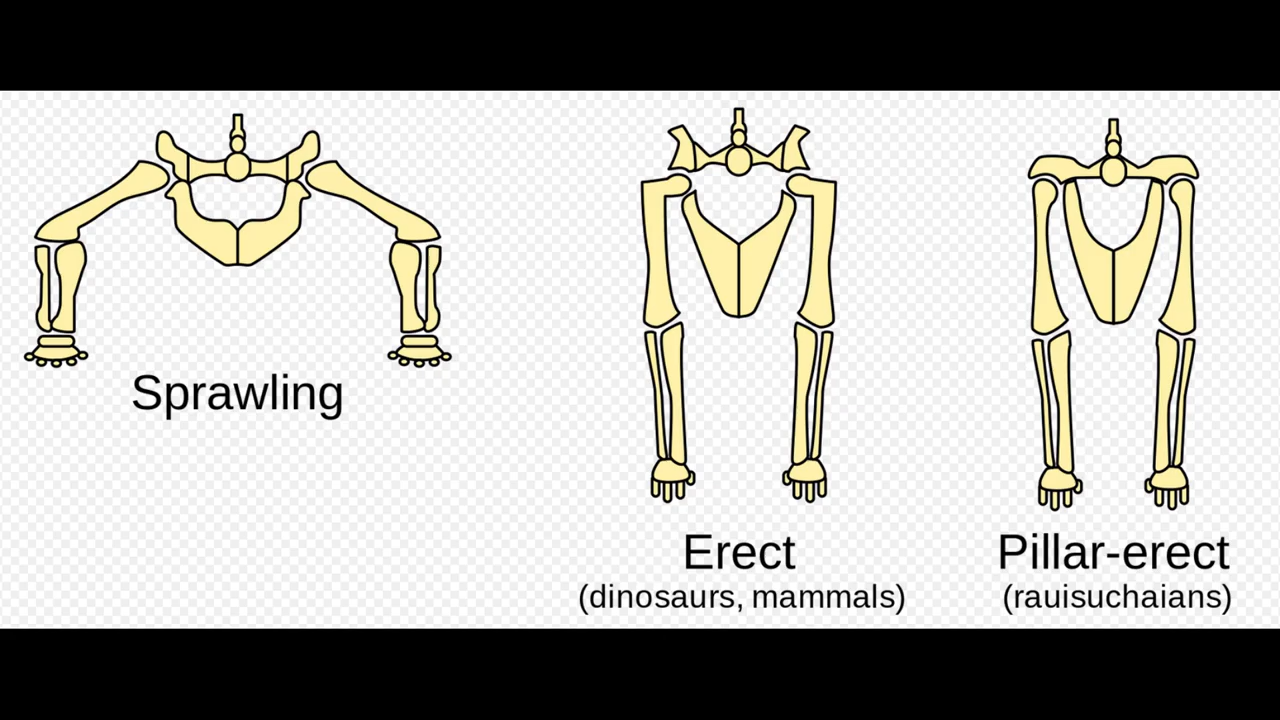 Sprawling
Erect
(dinosaurs, mammals)
Pillar-erect
(rauisuchaians)